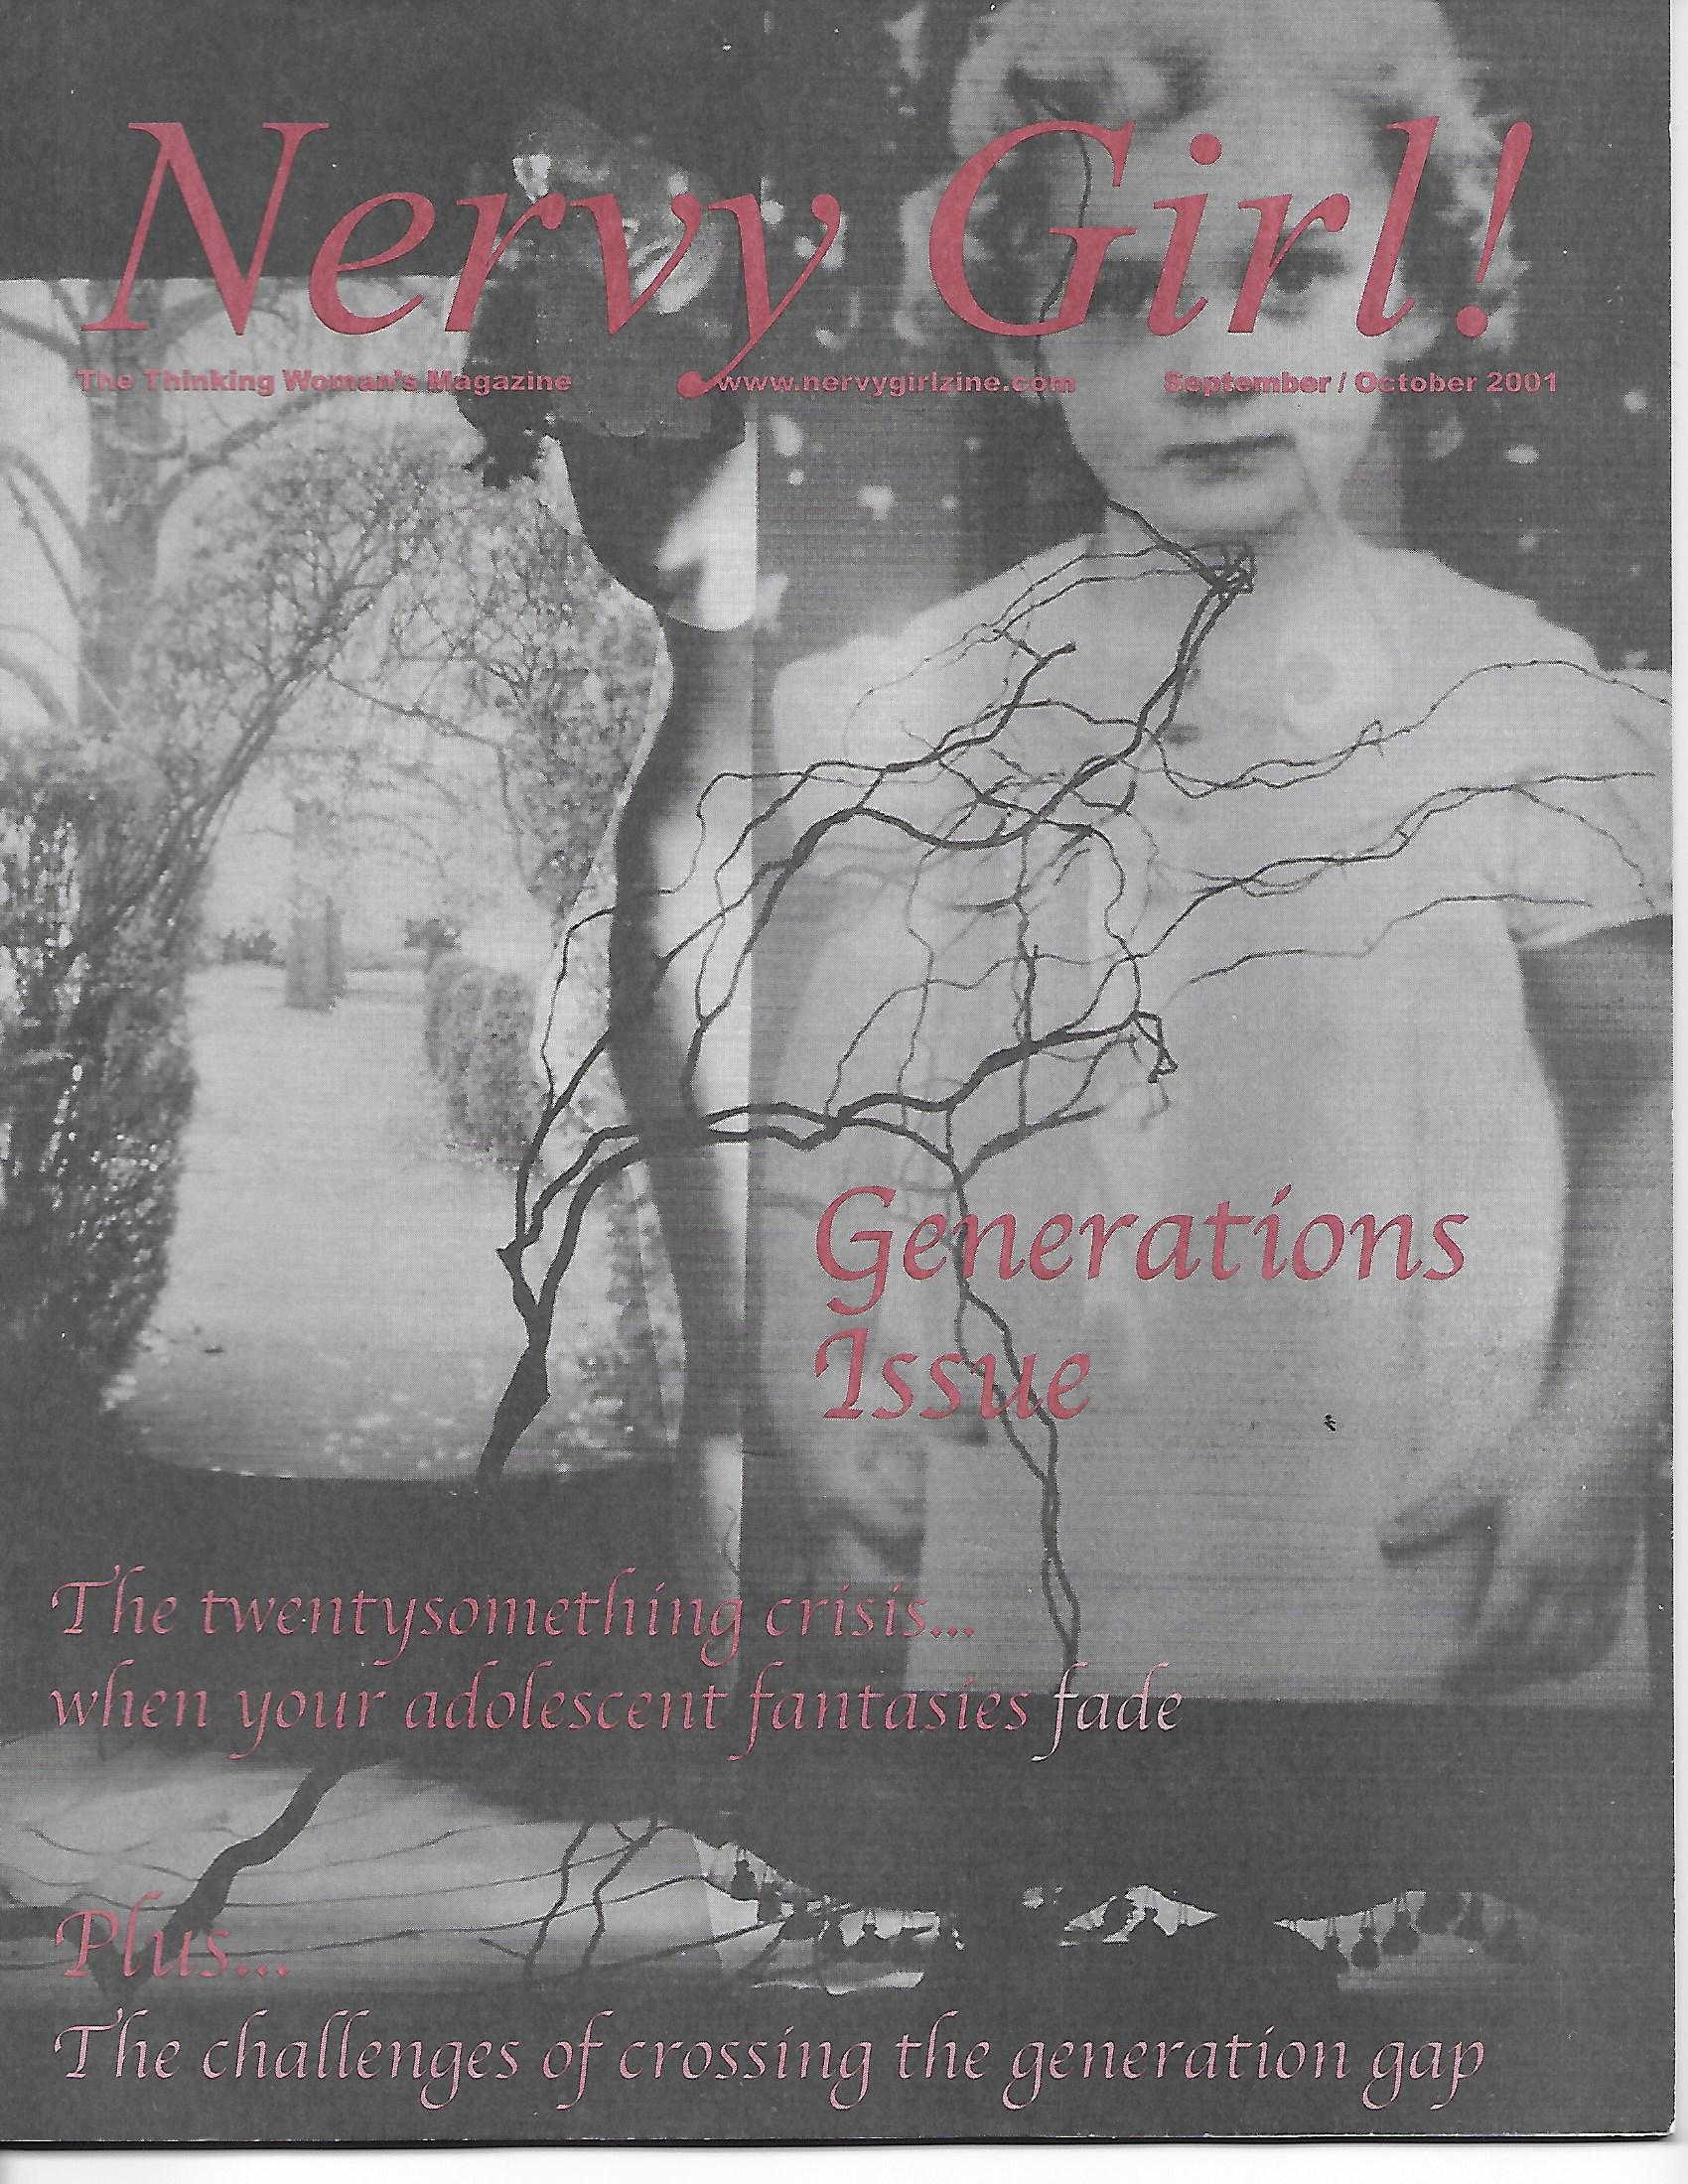 Nervy Girl!
The Thinking Woman's Magazine www.nervygirlzine.com September / October 2001
Generations
Issue
The twentysomething crisis...
when your adolescent fantasies fade
Plus...
The challenges of crossing the generation gap